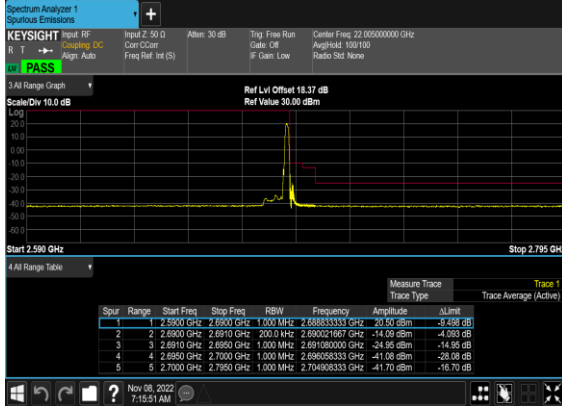 Spectrum Analyzer 1
Spurious Emissions
+
KEYSIGHT Input: RF Input Z: 50 Ω Atten: 30 dB Trig: Free Run Center Freq: 22.005000000 GHz
R T Coupling: DC Corr CCorr Gate: Off Avg|Hold: 100/100
Align: Auto Freq Ref: Int (S) IF Gain: Low Radio Std: None
PASS
3 All Range Graph
Ref Lvl Offset 18.37 dB
Scale/Div 10.0 dB Ref Value 30.00 dBm
Log
20.0
10.0
0.00
-10.0
-20.0
-30.0
-40.0
-50.0
-60.0
Start 2.590 GHz Stop 2.795 GH
4 All Range Table
Measure Trace Trace 1
Trace Type Trace Average (Active)
Spur Range Start Freq Stop Freq RBW Frequency Amplitude ΔLimit
1 1 2.5900 GHz 2.6900 GHz 1.000 MHz 2.688833333 GHz 20.50 dBm -9.498 dB
2 2 2.6900 GHz 2.6910 GHz 200.0 kHz 2.690021667 GHz -14.09 dBm -4.093 dB
3 3 2.6910 GHz 2.6950 GHz 1.000 MHz 2.691080000 GHz -24.95 dBm -14.95 dB
4 4 2.6950 GHz 2.7000 GHz 1.000 MHz 2.696058333 GHz -41.08 dBm -28.08 dB
5 5 2.7000 GHz 2.7950 GHz 1.000 MHz 2.704908333 GHz -41.70 dBm -16.70 dB
? Nov 08, 2022
7:15:51 AM